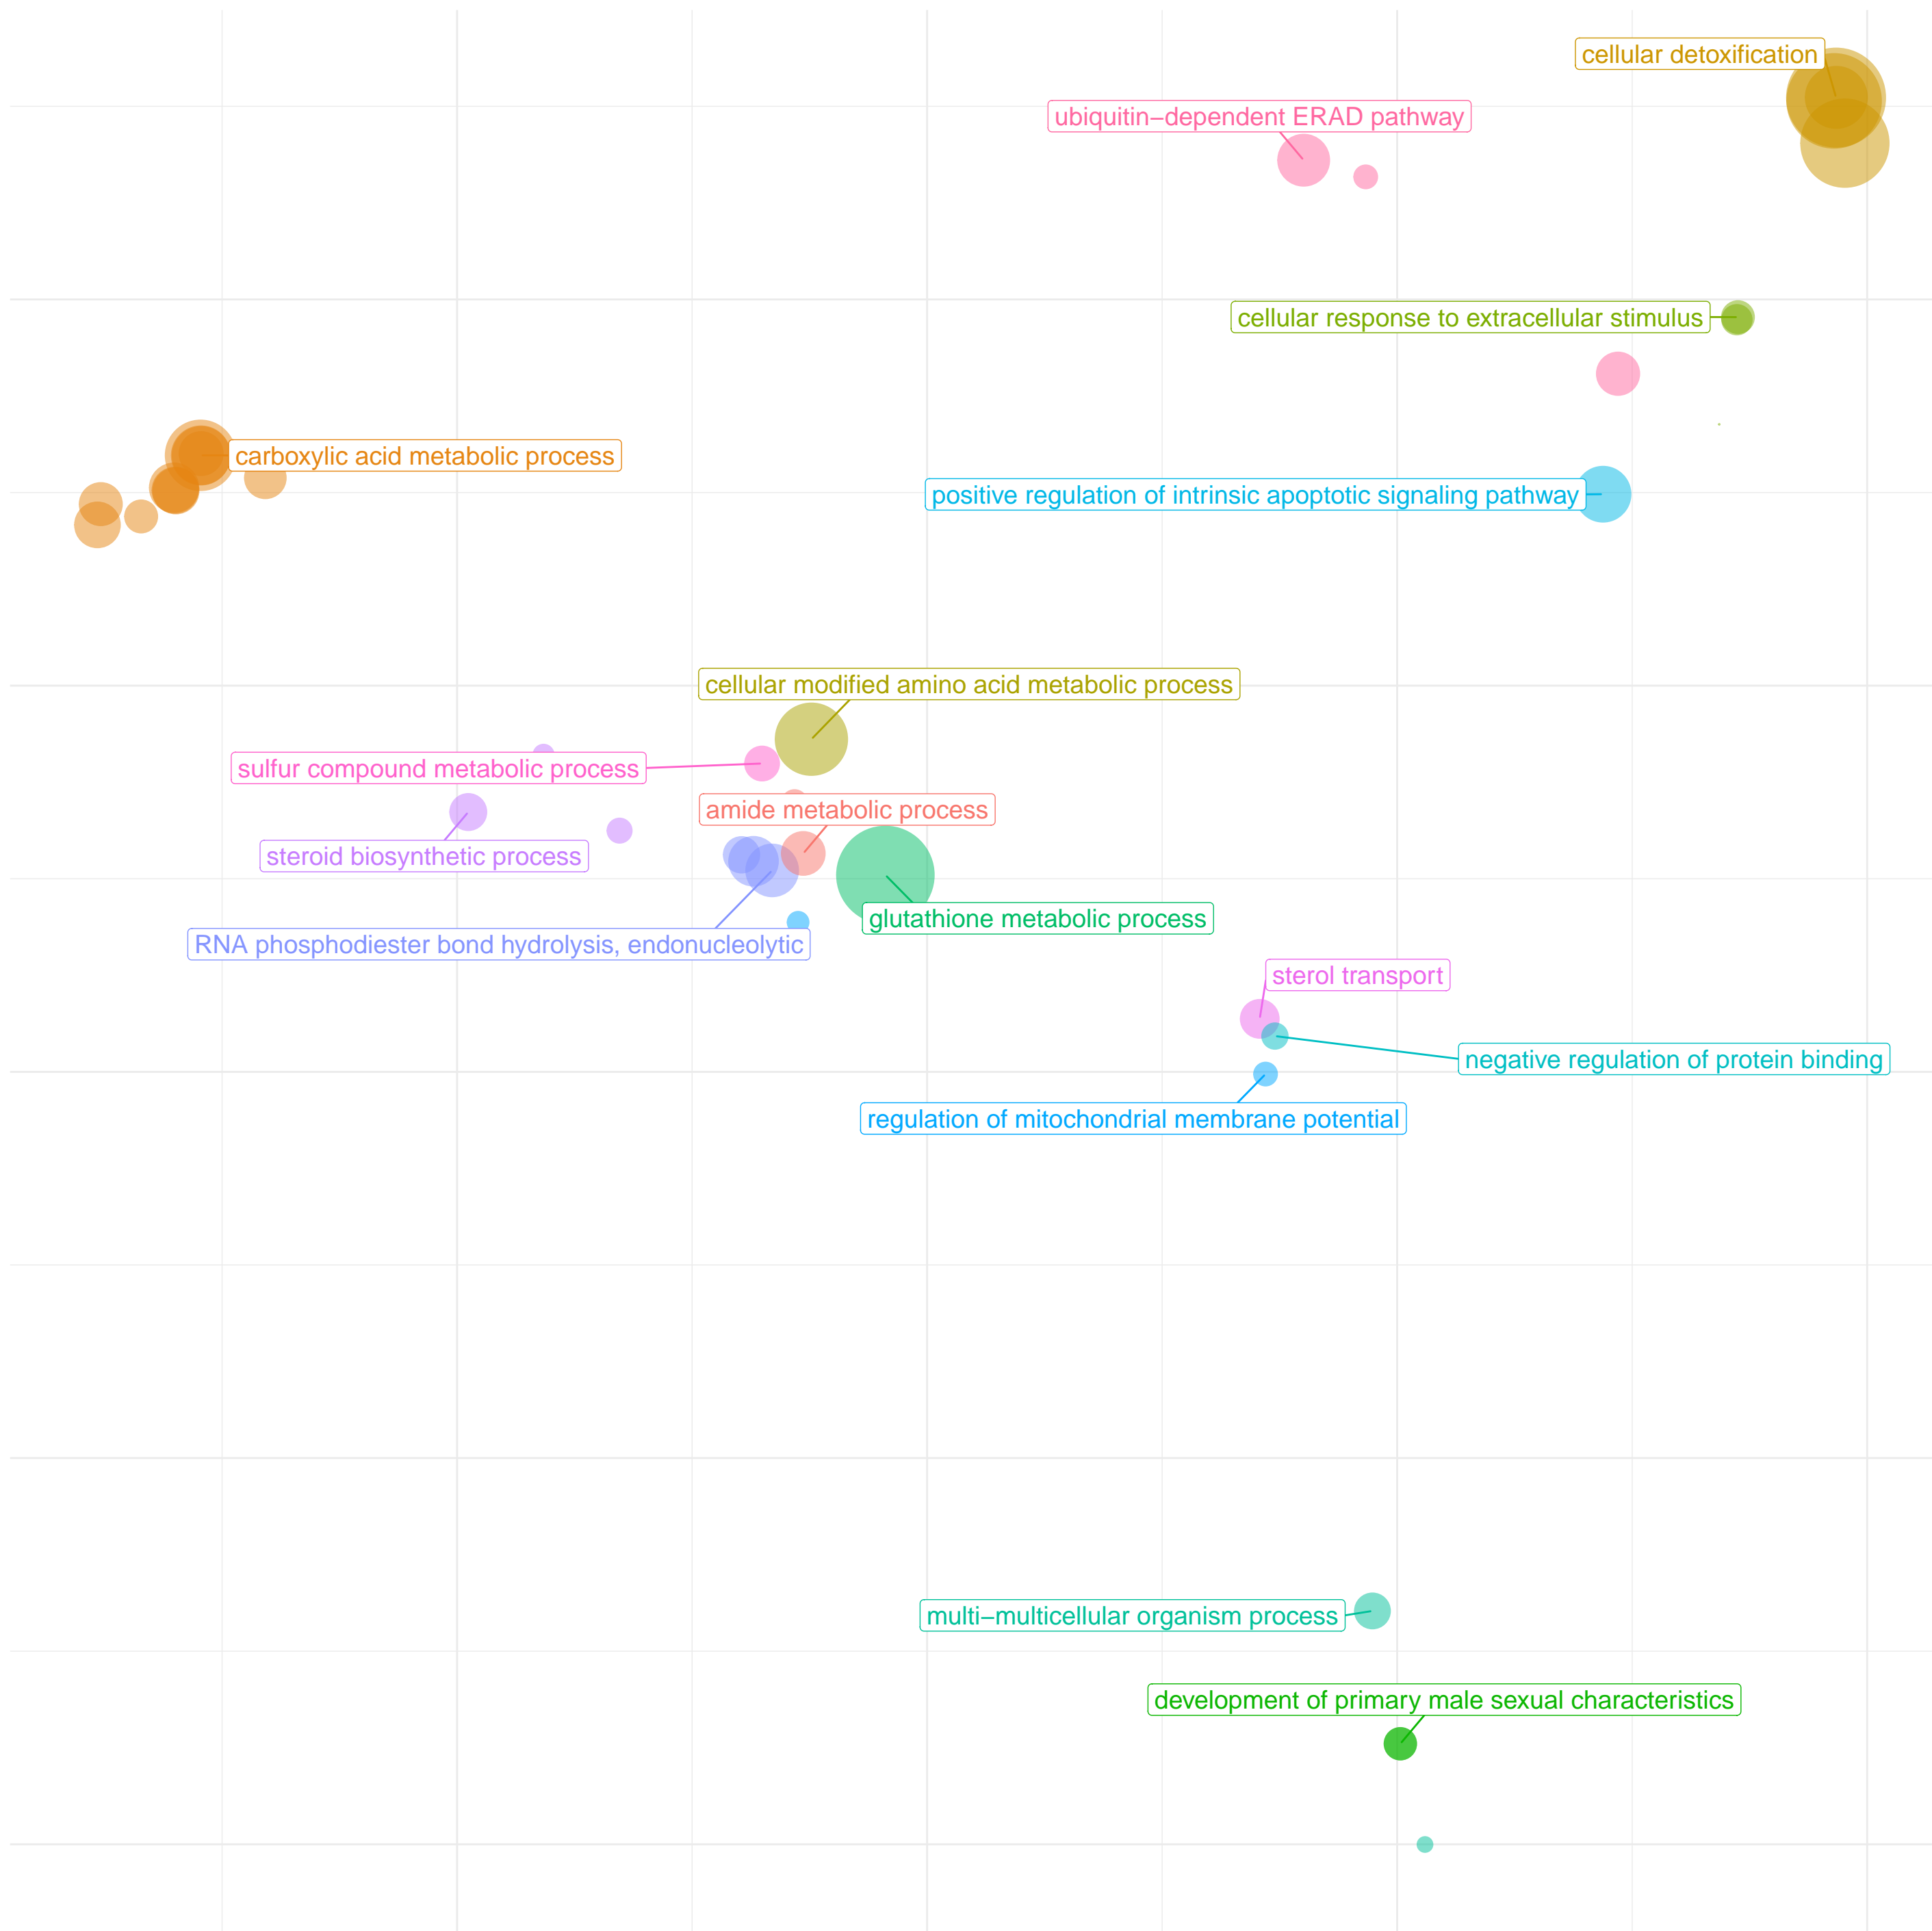 cellular detoxification
ubiquitin−dependent ERAD pathway
cellular response to extracellular stimulus
carboxylic acid metabolic process
positive regulation of intrinsic apoptotic signaling pathway
cellular modified amino acid metabolic process
sulfur compound metabolic process
amide metabolic process
steroid biosynthetic process
glutathione metabolic process
RNA phosphodiester bond hydrolysis, endonucleolytic
sterol transport
negative regulation of protein binding
regulation of mitochondrial membrane potential
multi−multicellular organism process
development of primary male sexual characteristics